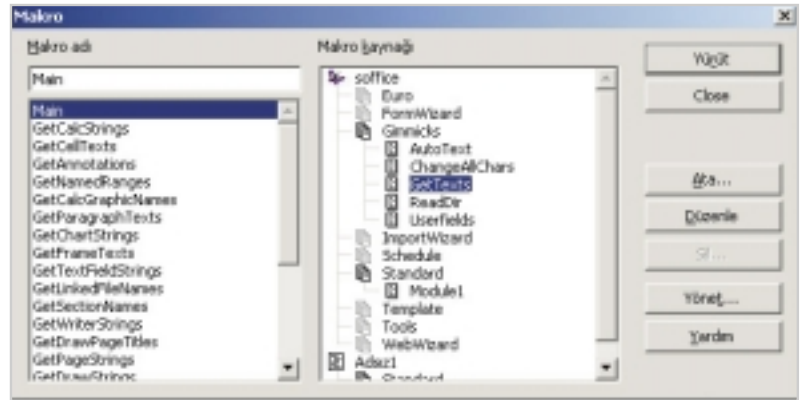 Makro
Makro adı
Main
Main
GetCalcStrings
GetCellTexts
GetAnnotations
GetNamedRanges
GetCalcGraphicNames
GetParagraphTexts
GetChartStrings
GetFrameTexts
GetTextFieldStrings
GetLinkedFileNames
GetSectionNames
GetWriterStrings
GetDrawPageTitles
GetPageStrings
GetDrawStrings
Makro kaynağı
soffice
Euro
FormWizard
Gimmicks
AutoText
ChangeAllChars
GetTexts
ReadDir
Userfields
ImportWizard
Schedule
Standard
Module1
Template
Tools
WebWizard
Adsız1
Standard
Yürüt
Close
Ata...
Düzenle
Sil...
Yönet...
Yardım